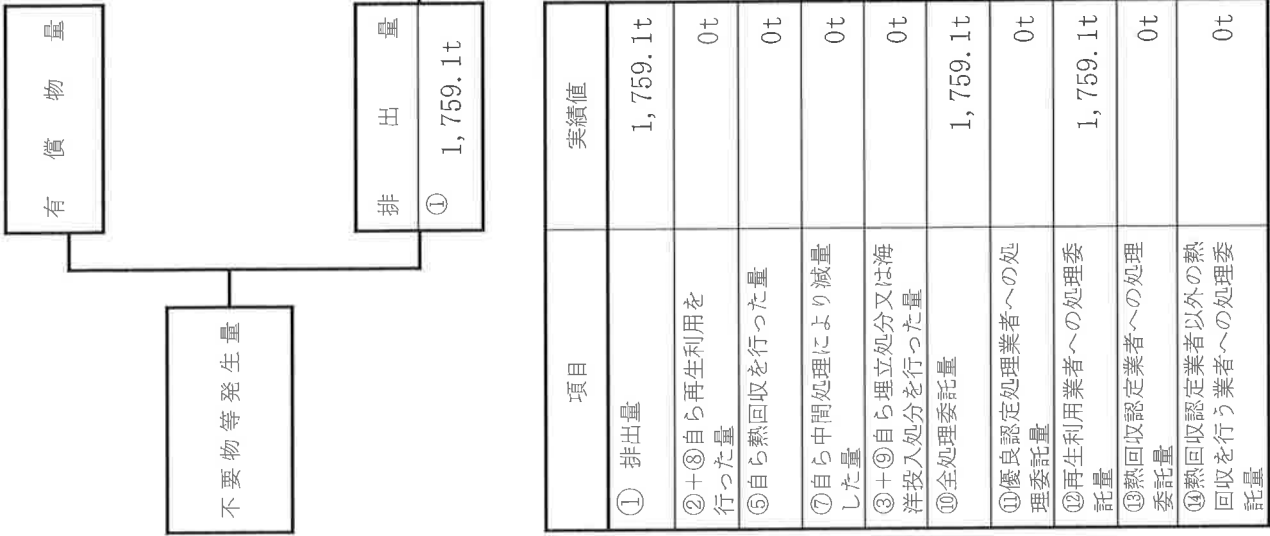 不要物等発生量
有償物量
排出量
① 1,759.1t
項目 実績値
① 排出量 1,759.1t
②+⑧自ら再生利用を
行った量 0t
⑤自ら熱回収を行った量 0t
⑦自ら中間処理により減量
した量 0t
③+⑨自ら埋立処分又は海
洋投入処分を行った量 0t
⑩全処理委託量 1,759.1t
⑪優良認定処理業者への処
理委託量 0t
⑫再生利用業者への処理委
託量 1,759.1t
⑬熱回収認定業者への処理
委託量 0t
⑭熱回収認定業者以外の熱
回収を行う業者への処理委
託量 0t